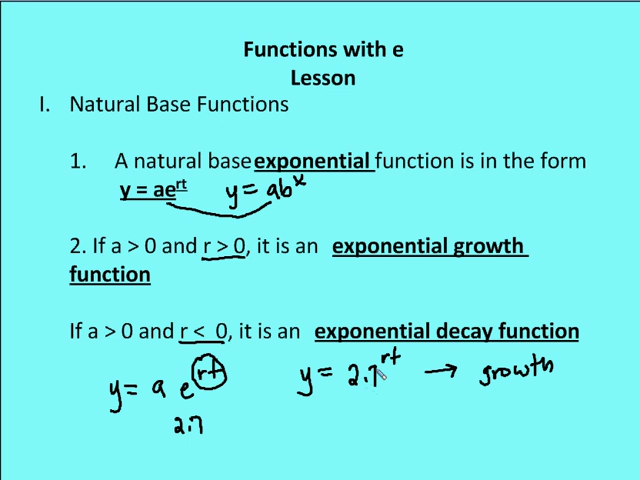 Functions with e
Lesson
I. Natural Base Functions
1. A natural base exponential function is in the form
y = ae^rt y = ab^x
2. If a > 0 and r > 0, it is an exponential growth
function
If a > 0 and r < 0, it is an exponential decay function
y = a e^rt y = 2.7^rt → growth
2.7